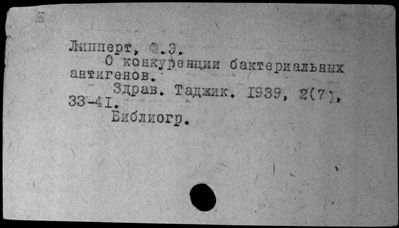 Липперт, Ф.Э.
О конкуренции бактериальных
антигенов.
Здрав. Таджик. 1939, 2(7),
33-41.
Библиогр.